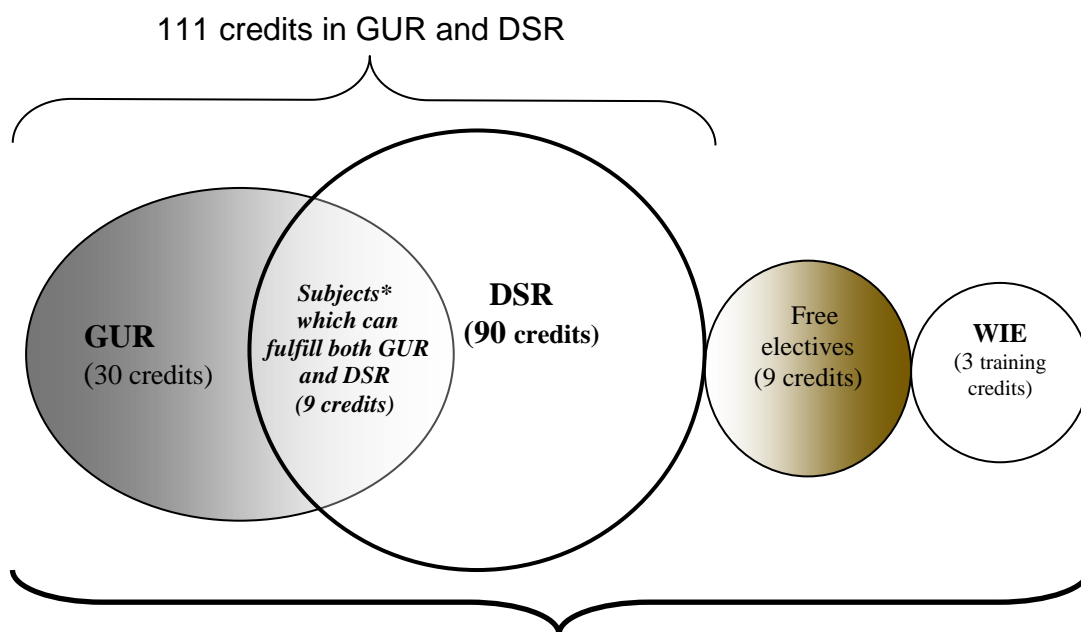 111 credits in GUR and DSR
GUR
(30 credits)
Subjects*
which can
fulfill both GUR
and DSR
(9 credits)
DSR
(90 credits)
Free
electives
(9 credits)
WIE
(3 training
credits)